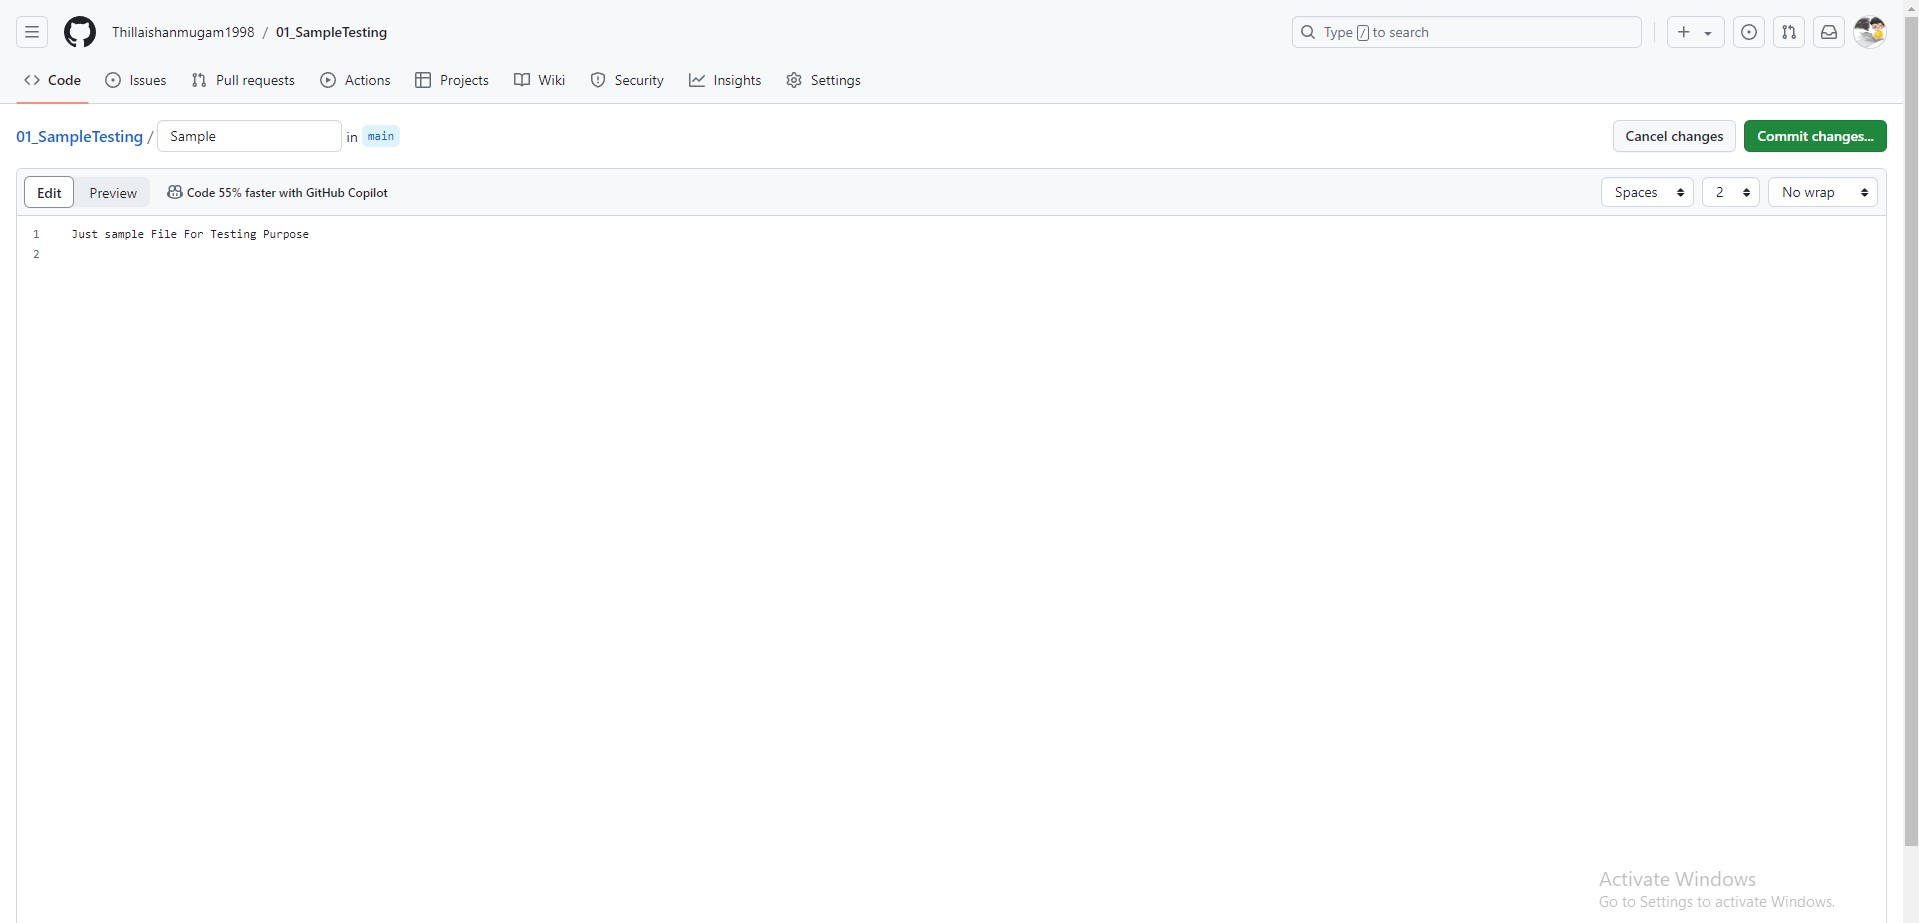 Thillaishanmugam1998 / 01_SampleTesting
Type / to search
Code Issues Pull requests Actions Projects Wiki Security Insights Settings
01_SampleTesting / Sample in main
Cancel changes Commit changes...
Edit Preview Code 55% faster with GitHub Copilot
Spaces 2 No wrap
1 Just sample File For Testing Purpose
2
Activate Windows
Go to Settings to activate Windows.